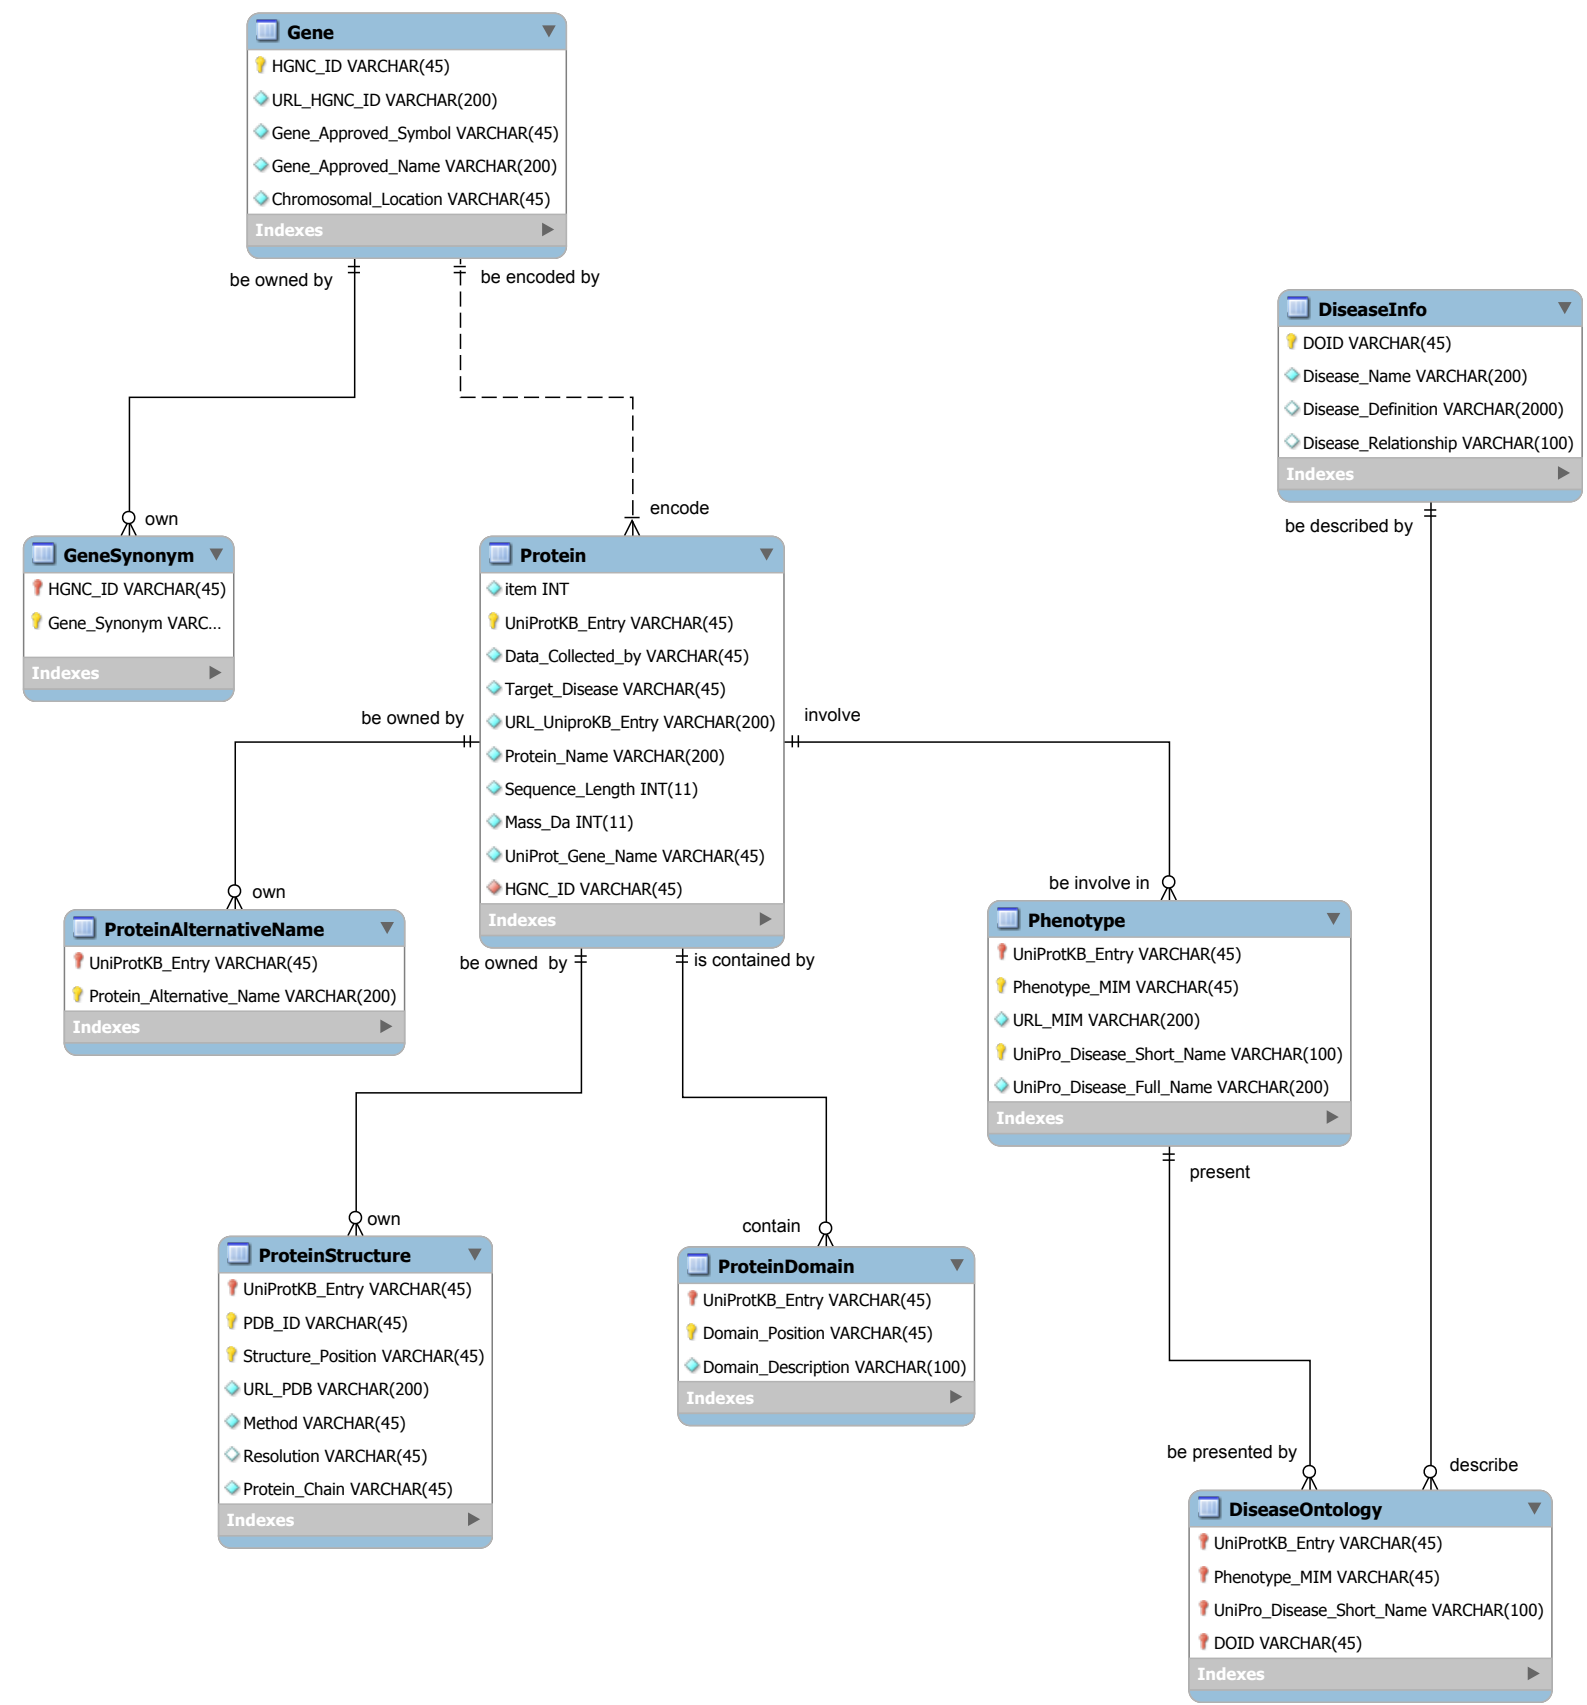 Gene
HGNC_ID VARCHAR(45)
URL_HGNC_ID VARCHAR(200)
Gene_Approved_Symbol VARCHAR(45)
Gene_Approved_Name VARCHAR(200)
Chromosomal_Location VARCHAR(45)
Indexes
be owned by
be encoded by
DiseaseInfo
DOID VARCHAR(45)
Disease_Name VARCHAR(200)
Disease_Definition VARCHAR(2000)
Disease_Relationship VARCHAR(100)
Indexes
be described by
own
encode
GeneSynonym
HGNC_ID VARCHAR(45)
Gene_Synonym VARC...
Indexes
Protein
item INT
UniProtKB_Entry VARCHAR(45)
Data_Collected_by VARCHAR(45)
Target_Disease VARCHAR(45)
URL_UniproKB_Entry VARCHAR(200)
Protein_Name VARCHAR(200)
Sequence_Length INT(11)
Mass_Da INT(11)
UniProt_Gene_Name VARCHAR(45)
HGNC_ID VARCHAR(45)
Indexes
be owned by
involve
own
be involve in
ProteinAlternativeName
UniProtKB_Entry VARCHAR(45)
Protein_Alternative_Name VARCHAR(200)
Indexes
be owned  by
is contained by
Phenotype
UniProtKB_Entry VARCHAR(45)
Phenotype_MIM VARCHAR(45)
URL_MIM VARCHAR(200)
UniPro_Disease_Short_Name VARCHAR(100)
UniPro_Disease_Full_Name VARCHAR(200)
Indexes
present
own
contain
ProteinStructure
UniProtKB_Entry VARCHAR(45)
PDB_ID VARCHAR(45)
Structure_Position VARCHAR(45)
URL_PDB VARCHAR(200)
Method VARCHAR(45)
Resolution VARCHAR(45)
Protein_Chain VARCHAR(45)
Indexes
ProteinDomain
UniProtKB_Entry VARCHAR(45)
Domain_Position VARCHAR(45)
Domain_Description VARCHAR(100)
Indexes
be presented by
describe
DiseaseOntology
UniProtKB_Entry VARCHAR(45)
Phenotype_MIM VARCHAR(45)
UniPro_Disease_Short_Name VARCHAR(100)
DOID VARCHAR(45)
Indexes